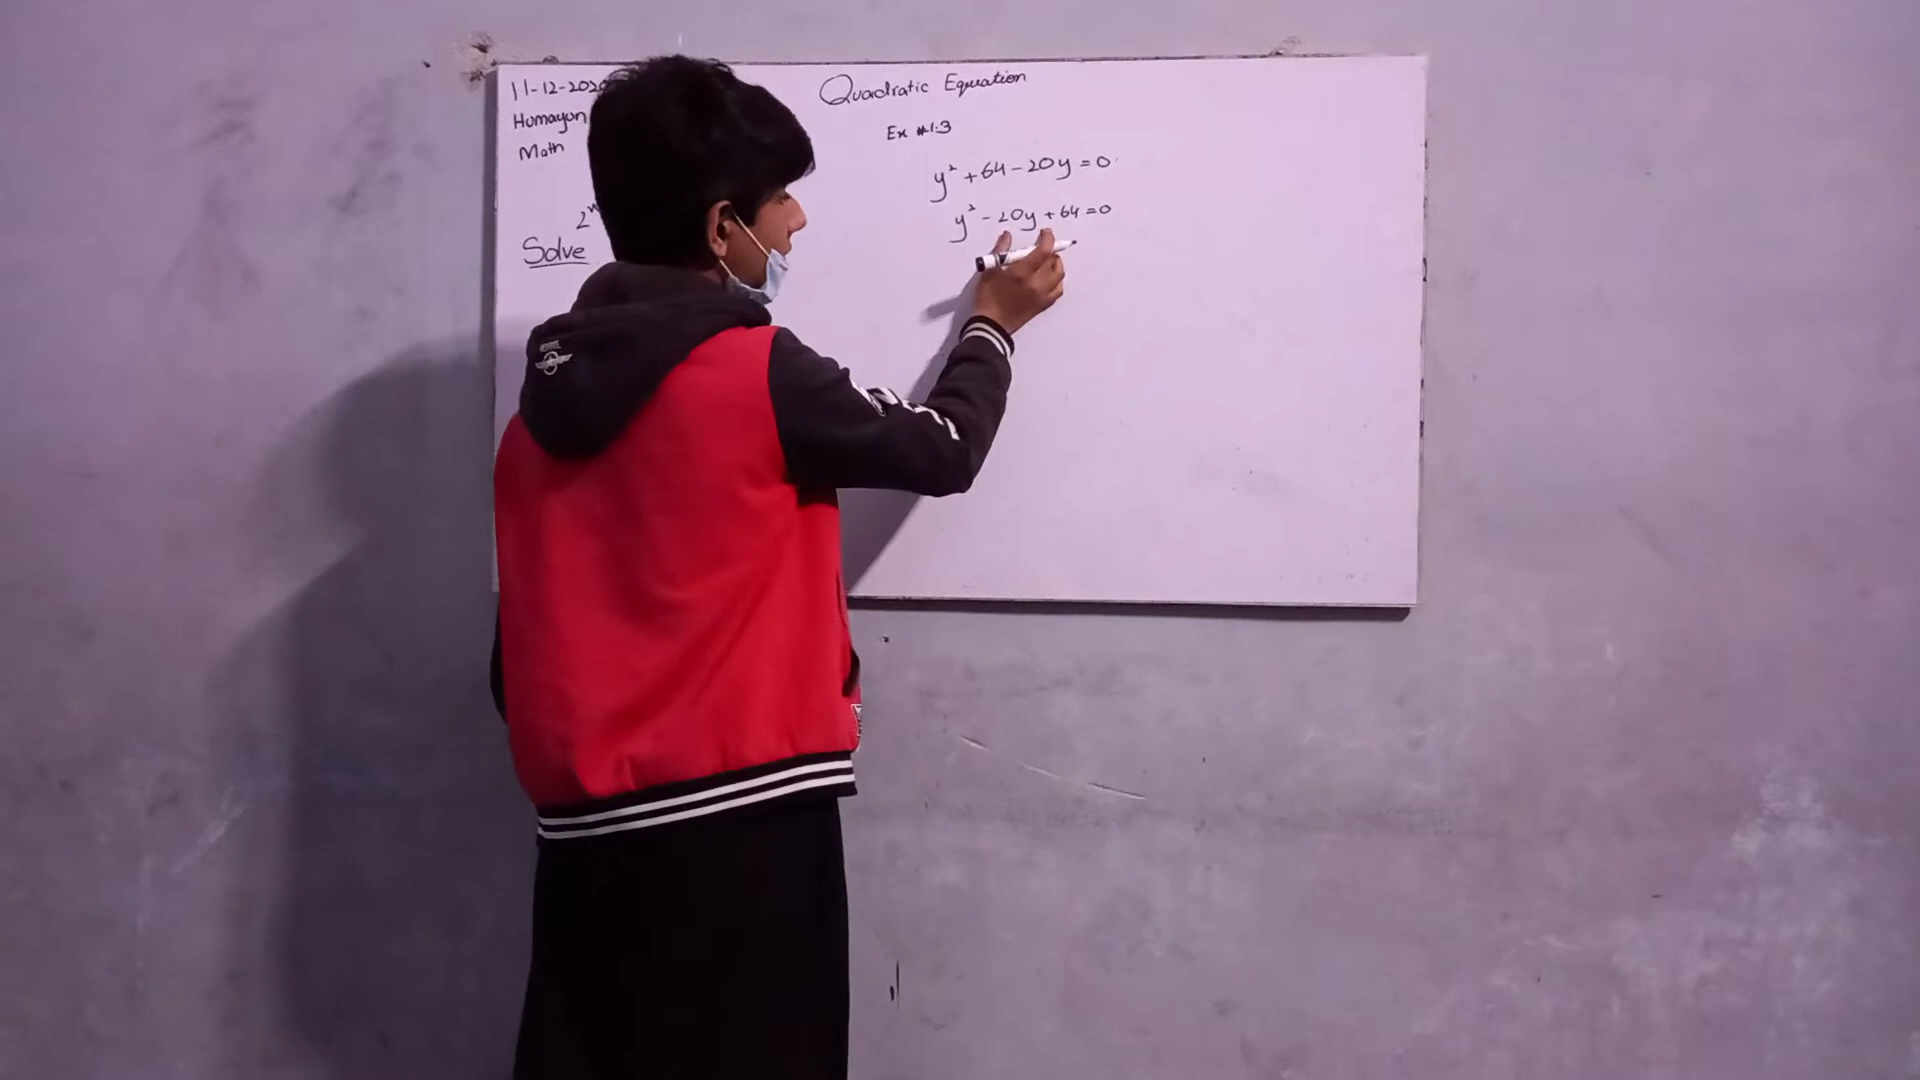 11-12-2020
Humayun
Math
Quadratic Equation
Ex #1.3
y² + 64 - 20y = 0
y² - 20y + 64 = 0
2
Solve